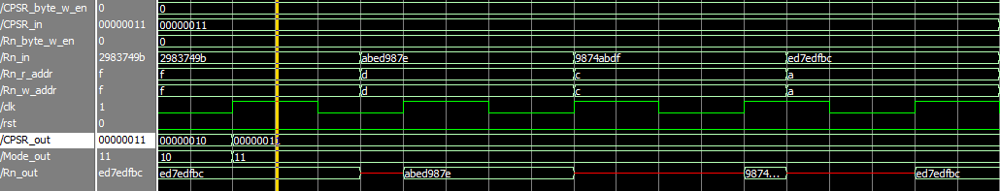 /CPSR_byte_w_en 0 0
/CPSR_in 00000011 00000011
/Rn_byte_w_en 0 0
/Rn_in 2983749b 2983749b abed987e 9874abdf ed7edfbc
/Rn_r_addr f f d c a
/Rn_w_addr f f d c a
/clk 1
/rst 0
/CPSR_out 00000011 00000010 00000011
/Mode_out 11 10 11
/Rn_out ed7edfbc ed7edfbc abed987e 9874... ed7edfbc